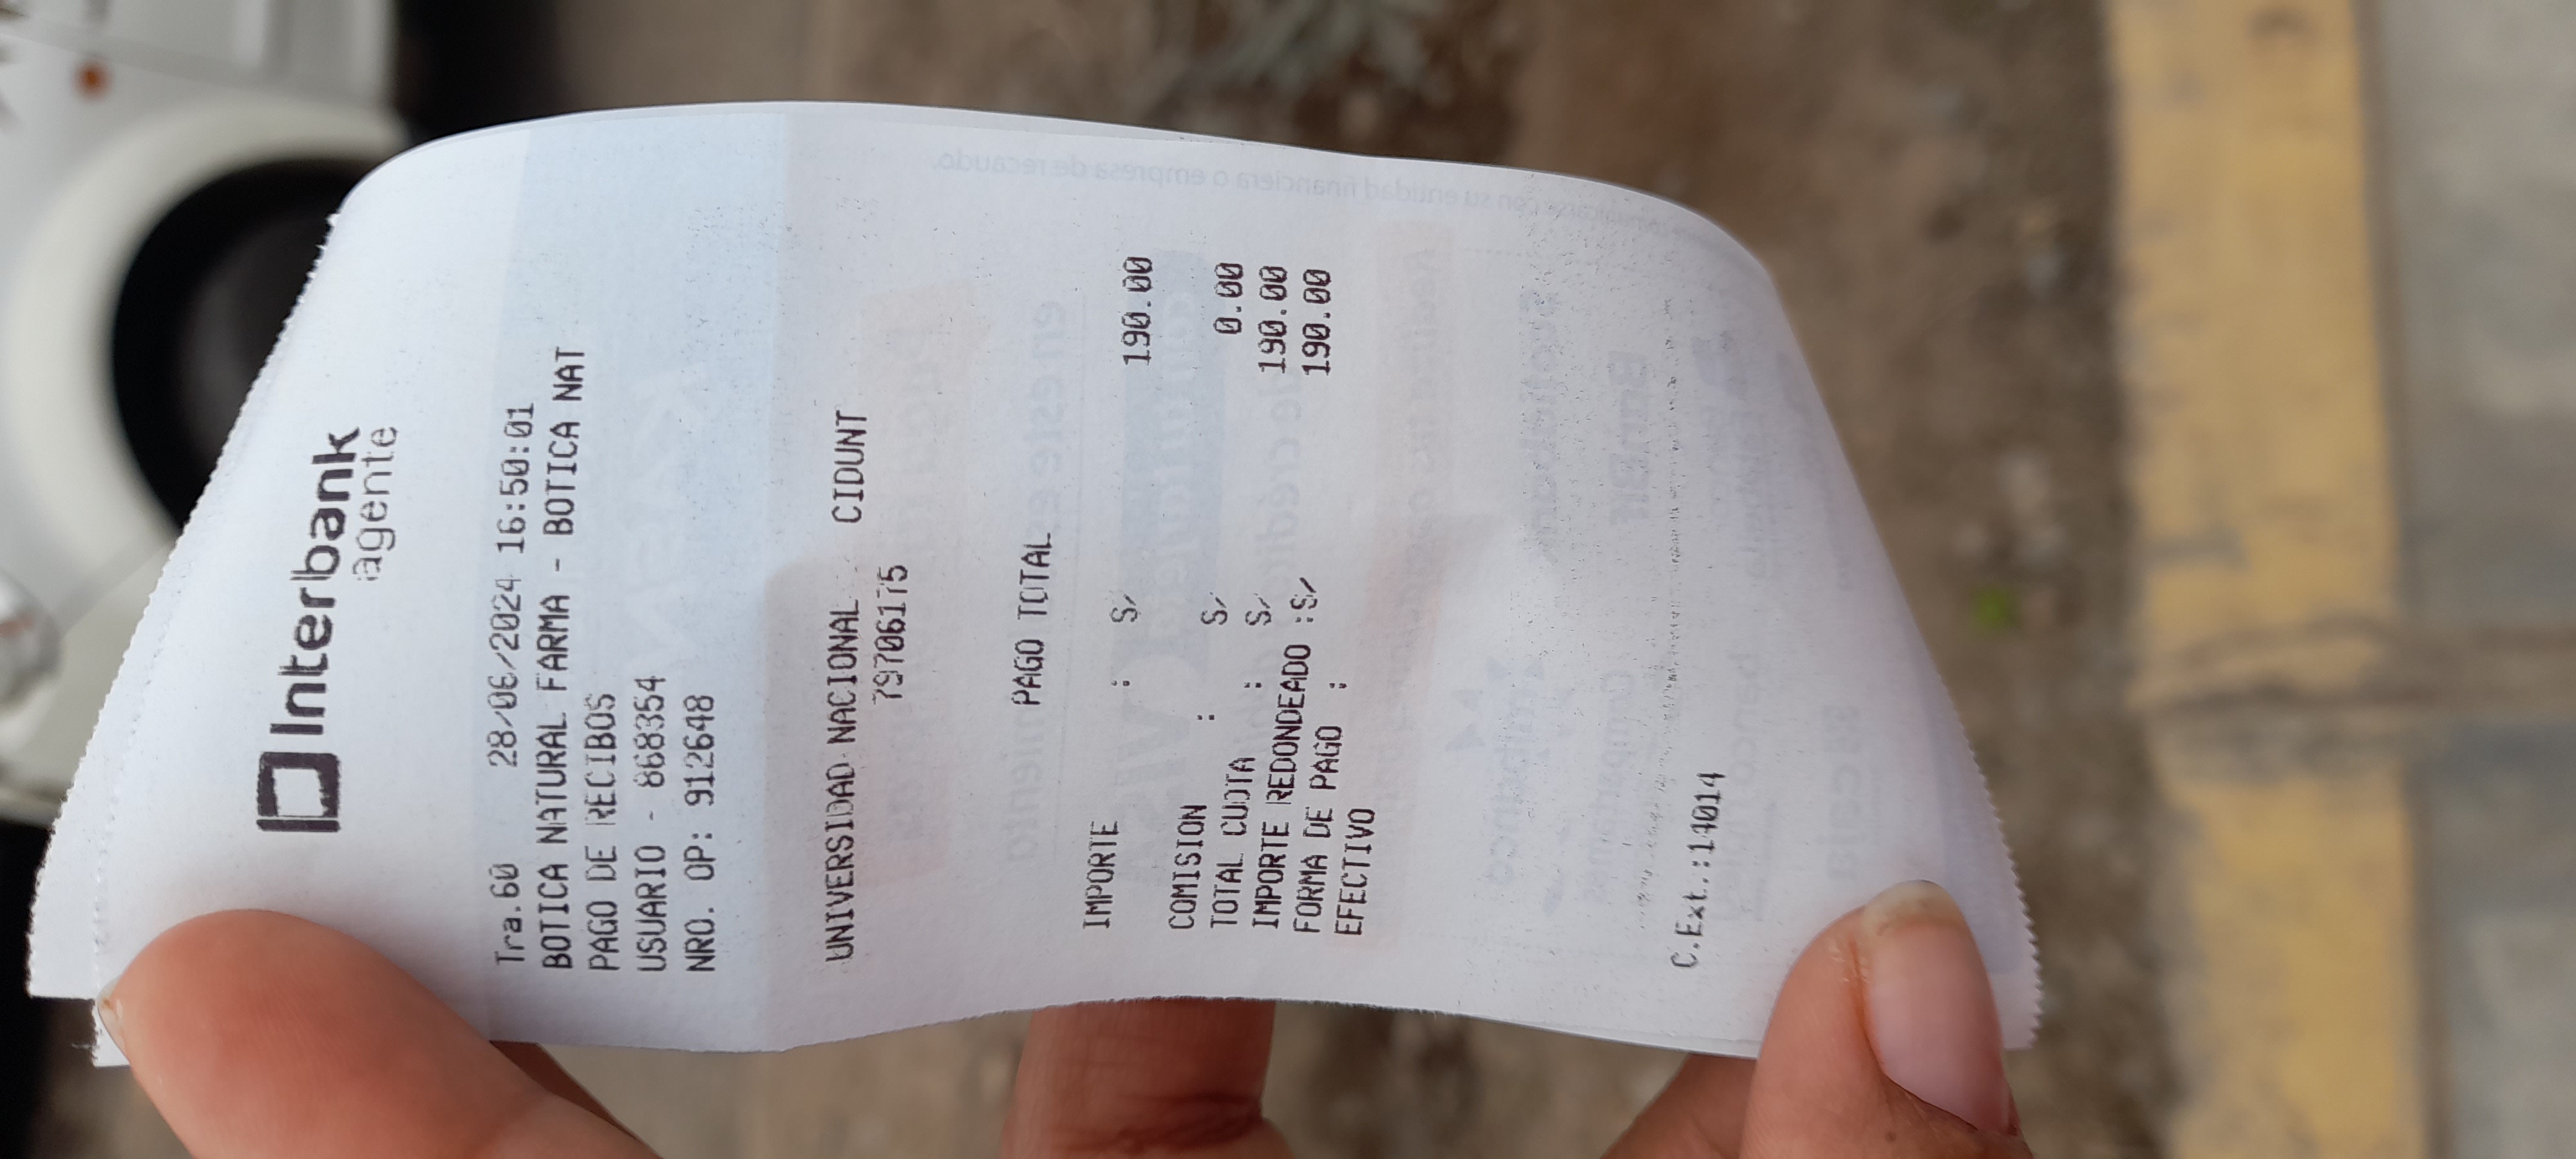 Interbank
agente
Tra.60 28/06/2024 16:50:01
BOTICA NATURAL FARMA - BOTICA NAT
PAGO DE RECIBOS
USUARIO - 868354
NRO. OP: 912648
UNIVERSIDAD NACIONAL CIDUNT
79706175
PAGO TOTAL
IMPORTE : S/ 190.00
COMISION : S/ 0.00
TOTAL CUOTA : S/ 190.00
IMPORTE REDONDEADO :S/ 190.00
FORMA DE PAGO :
EFECTIVO
C.Ext.:14014